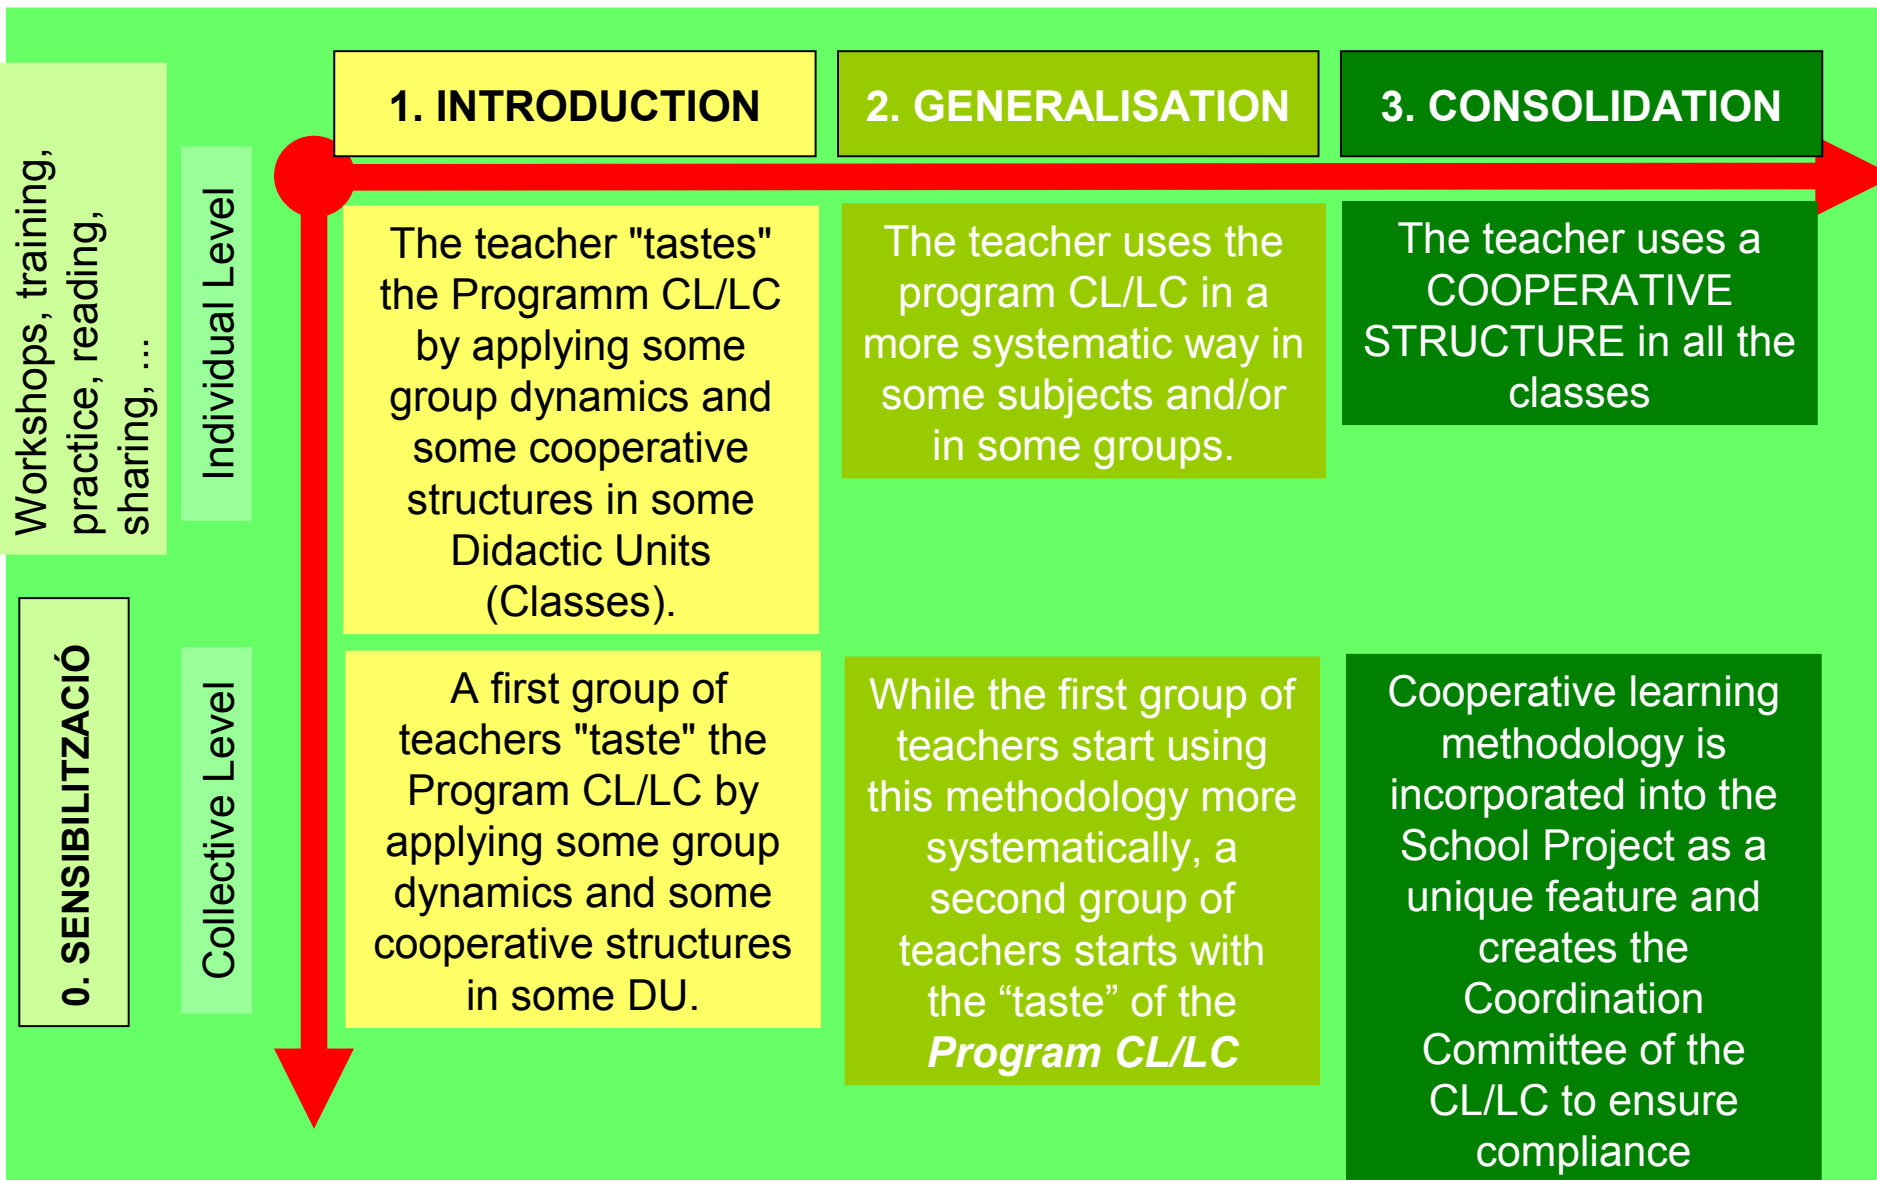 1. INTRODUCTION
2. GENERALISATION
3. CONSOLIDATION
Workshops, training,
practice, reading,
sharing, ...
Individual Level
The teacher "tastes"
the Programm CL/LC
by applying some
group dynamics and
some cooperative
structures in some
Didactic Units
(Classes).
The teacher uses the
program CL/LC in a
more systematic way in
some subjects and/or
in some groups.
The teacher uses a
COOPERATIVE
STRUCTURE in all the
classes
0. SENSIBILITZACIÓ
Collective Level
A first group of
teachers "taste" the
Program CL/LC by
applying some group
dynamics and some
cooperative structures
in some DU.
While the first group of
teachers start using
this methodology more
systematically, a
second group of
teachers starts with
the “taste” of the
Program CL/LC
Cooperative learning
methodology is
incorporated into the
School Project as a
unique feature and
creates the
Coordination
Committee of the
CL/LC to ensure
compliance